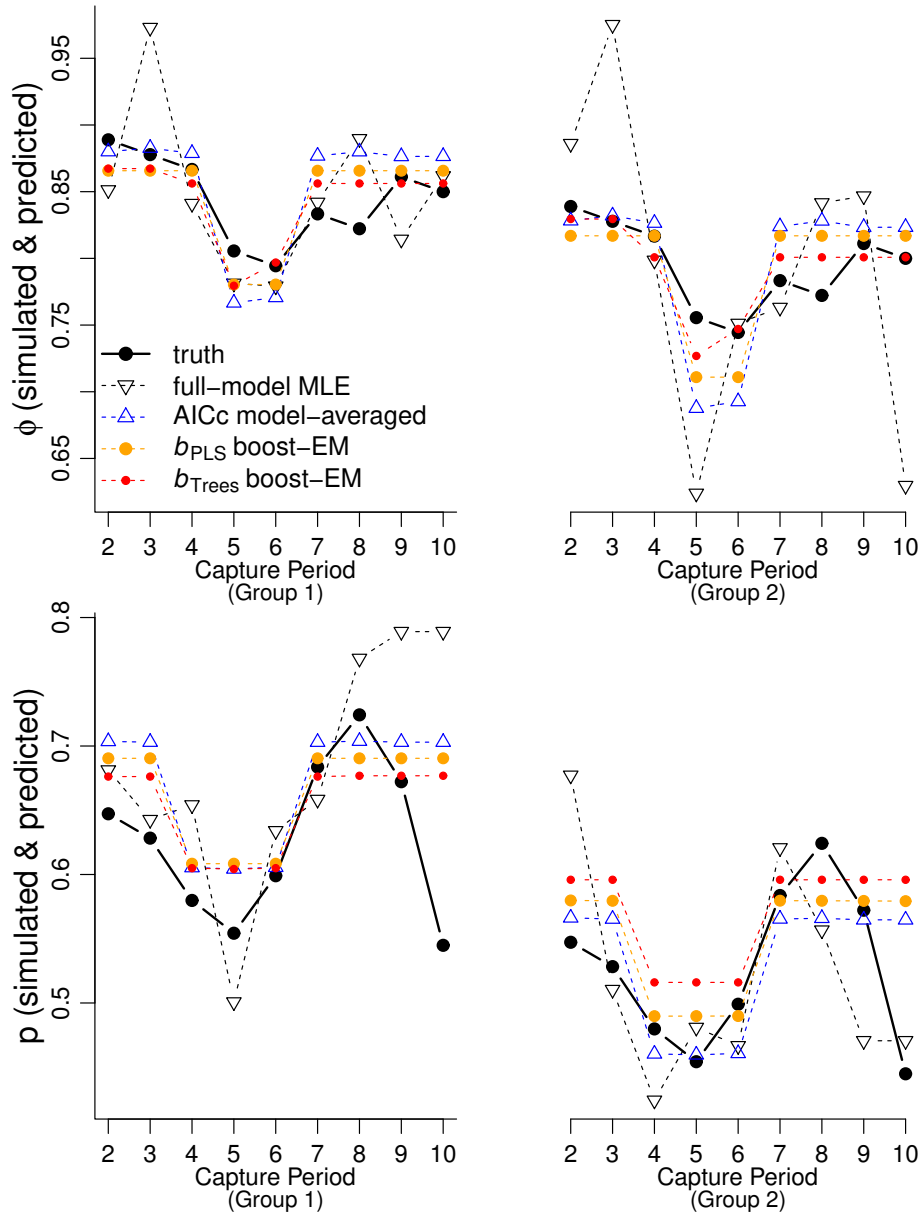 ϕ (simulated & predicted)
0.95
0.85
0.75
0.65
truth
full−model MLE
AICc model−averaged
bPLS boost−EM
bTrees boost−EM
2 3 4 5 6 7 8 9 10
Capture Period
(Group 1)
2 3 4 5 6 7 8 9 10
Capture Period
(Group 2)
p (simulated & predicted)
0.8
0.7
0.6
0.5
2 3 4 5 6 7 8 9 10
Capture Period
(Group 1)
2 3 4 5 6 7 8 9 10
Capture Period
(Group 2)